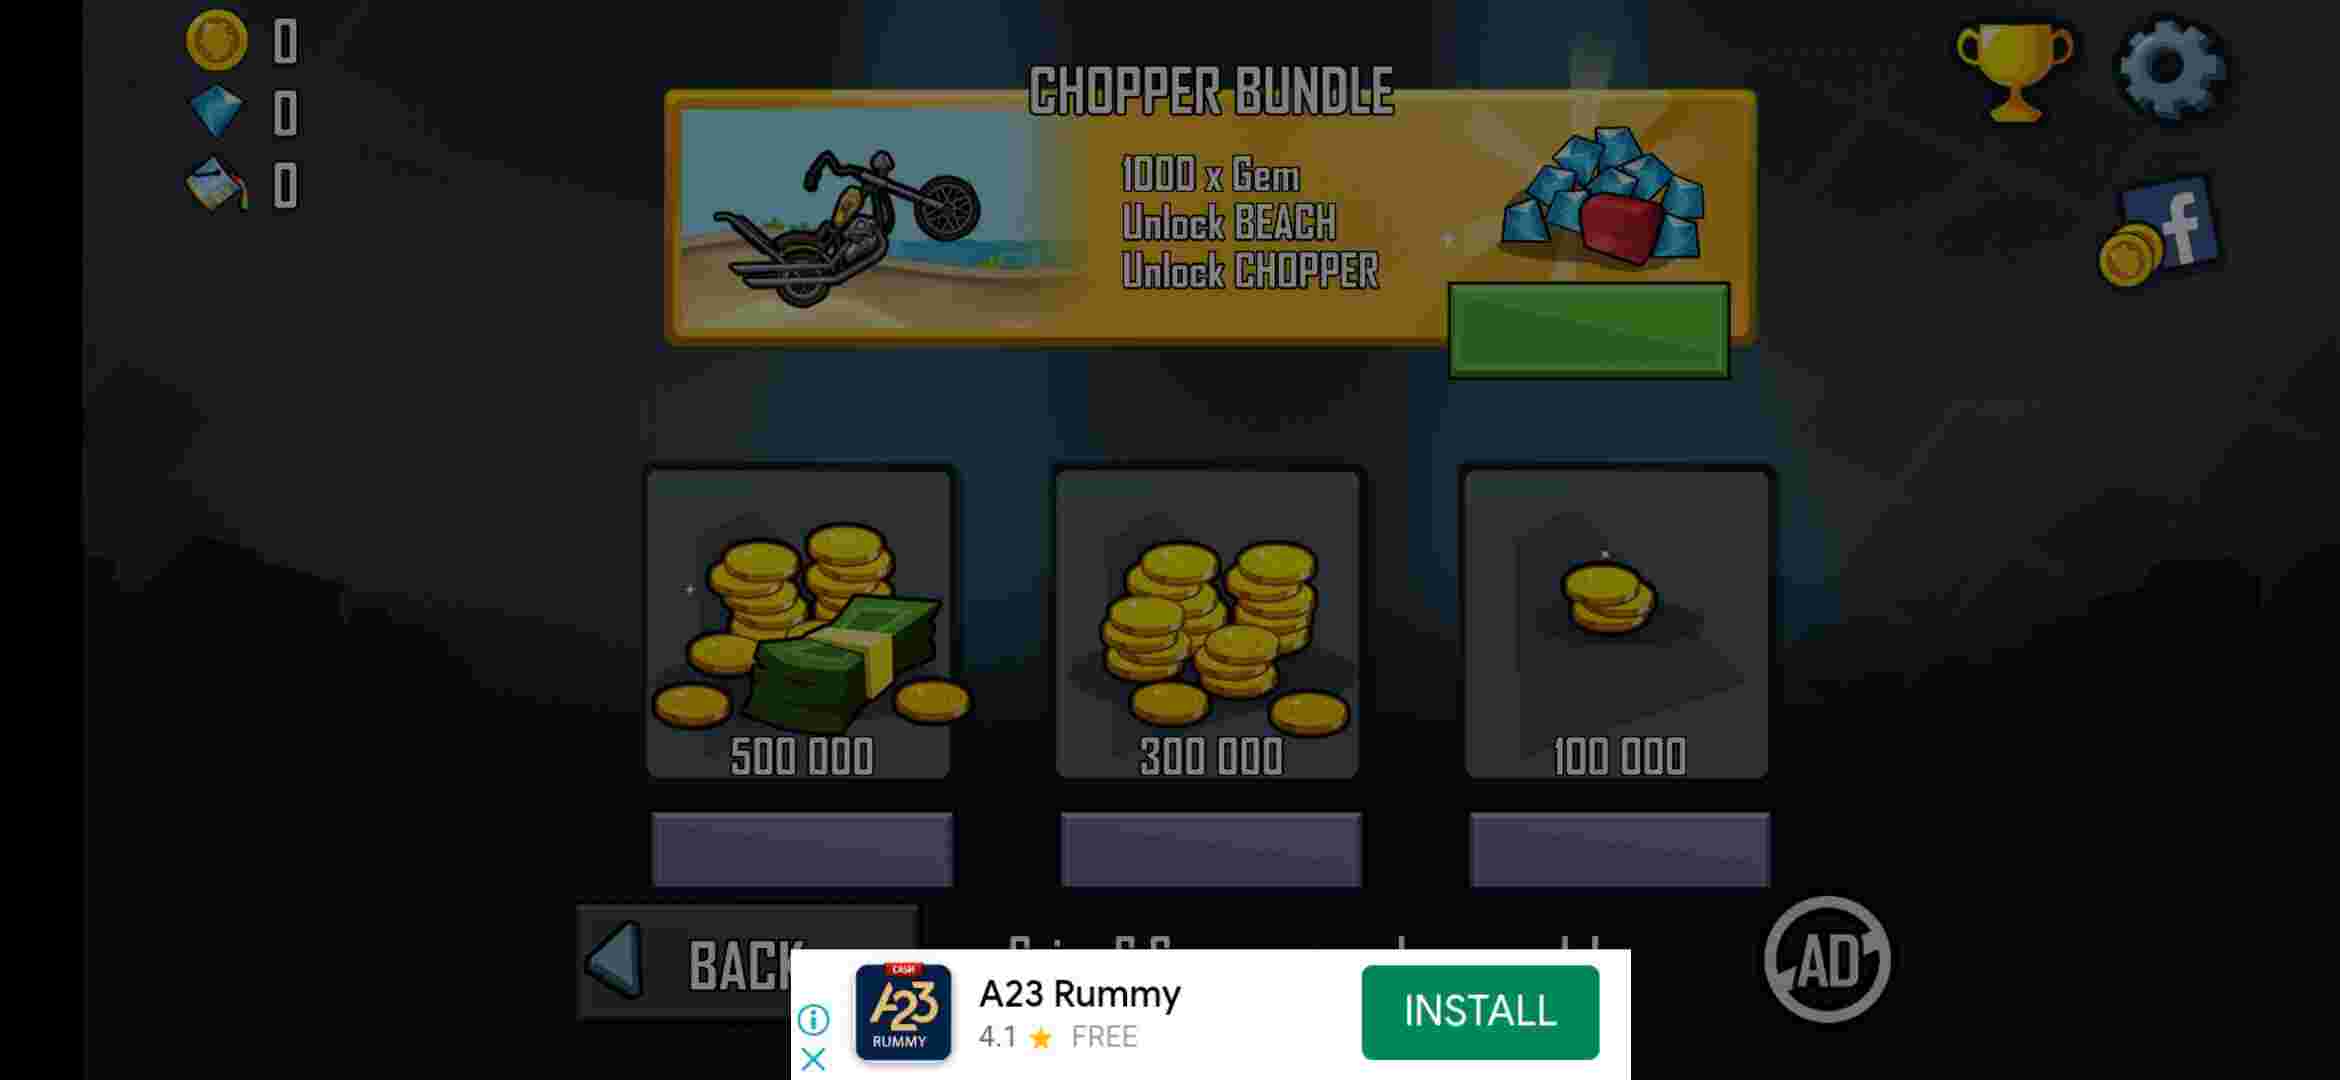 0
0
0
CHOPPER BUNDLE
1000 x Gem
Unlock BEACH
Unlock CHOPPER
f
500 000
300 000
100 000
BACK
AD
CASH
A23
RUMMY
A23 Rummy
4.1 ★ FREE
INSTALL